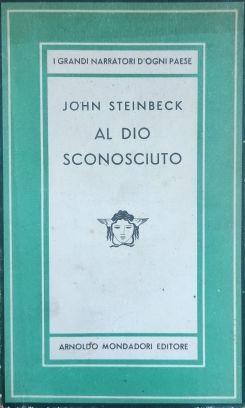 I GRANDI NARRATORI D'OGNI PAESE
JOHN STEINBECK
AL DIO
SCONOSCIUTO
ARNOLDO MONDADORI EDITORE